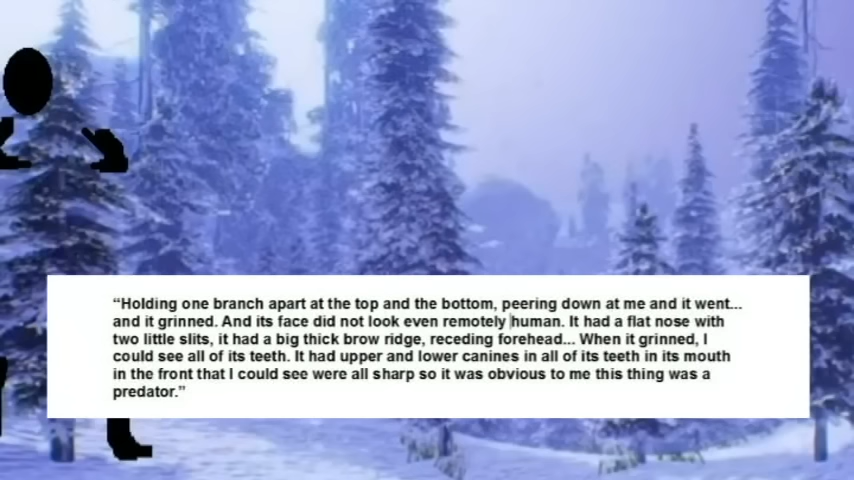 “Holding one branch apart at the top and the bottom, peering down at me and it went...
and it grinned. And its face did not look even remotely human. It had a flat nose with
two little slits, it had a big thick brow ridge, receding forehead... When it grinned, I
could see all of its teeth. It had upper and lower canines in all of its teeth in its mouth
in the front that I could see were all sharp so it was obvious to me this thing was a
predator.”